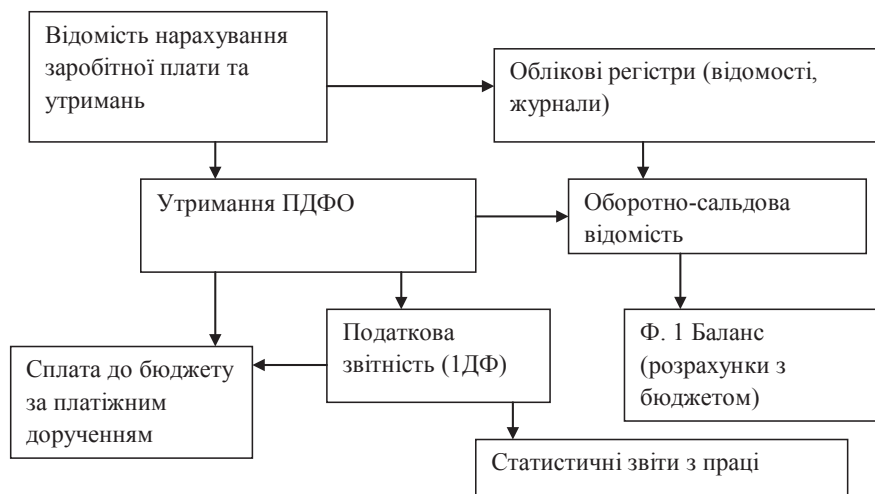 Відомість нарахування
заробітної плати та
утримань
Облікові регістри (відомості,
журнали)
Утримання ПДФО
Оборотно-сальдова
відомість
Податкова
звітність (1ДФ)
Ф. 1 Баланс
(розрахунки з
бюджетом)
Сплата до бюджету
за платіжним
дорученням
Статистичні звіти з праці